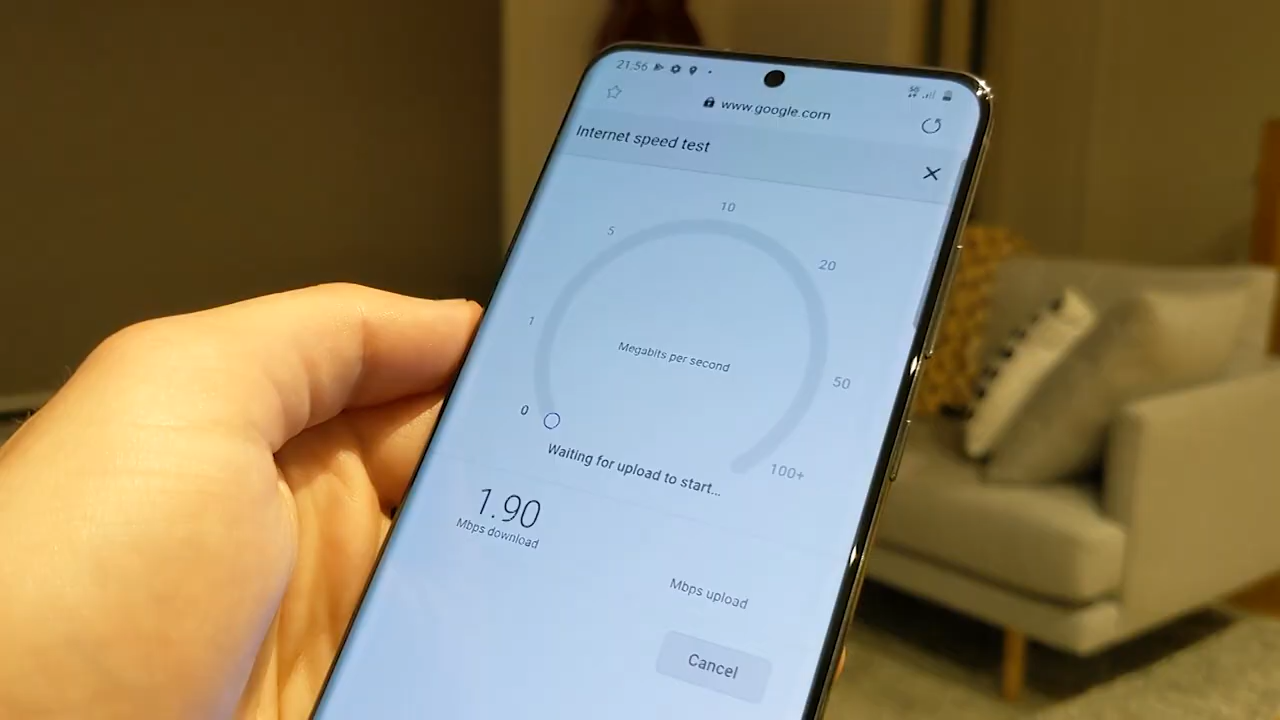 21:56
5G
www.google.com
Internet speed test
10
5
20
1
Megabits per second
50
0
Waiting for upload to start...
100+
1.90
Mbps download
Mbps upload
Cancel